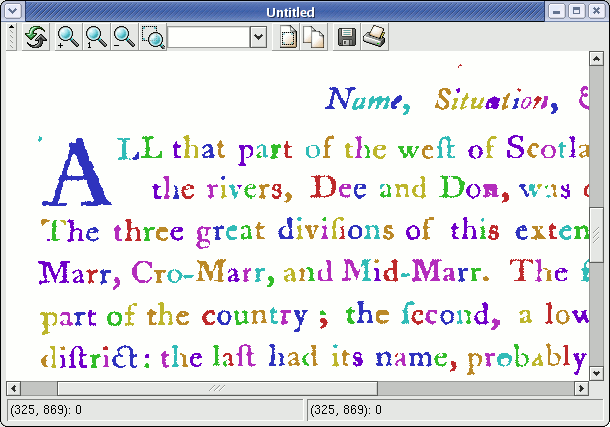 Untitled
Name, Situation, &
ALL that part of the weſt of Scotla
the rivers, Dee and Don, was
The three great diviſions of this exten
Marr, Cro-Marr, and Mid-Marr. The
part of the country ; the ſecond, a low
diſtrict : the laſt had its name, probably
(325, 869): 0 (325, 869): 0